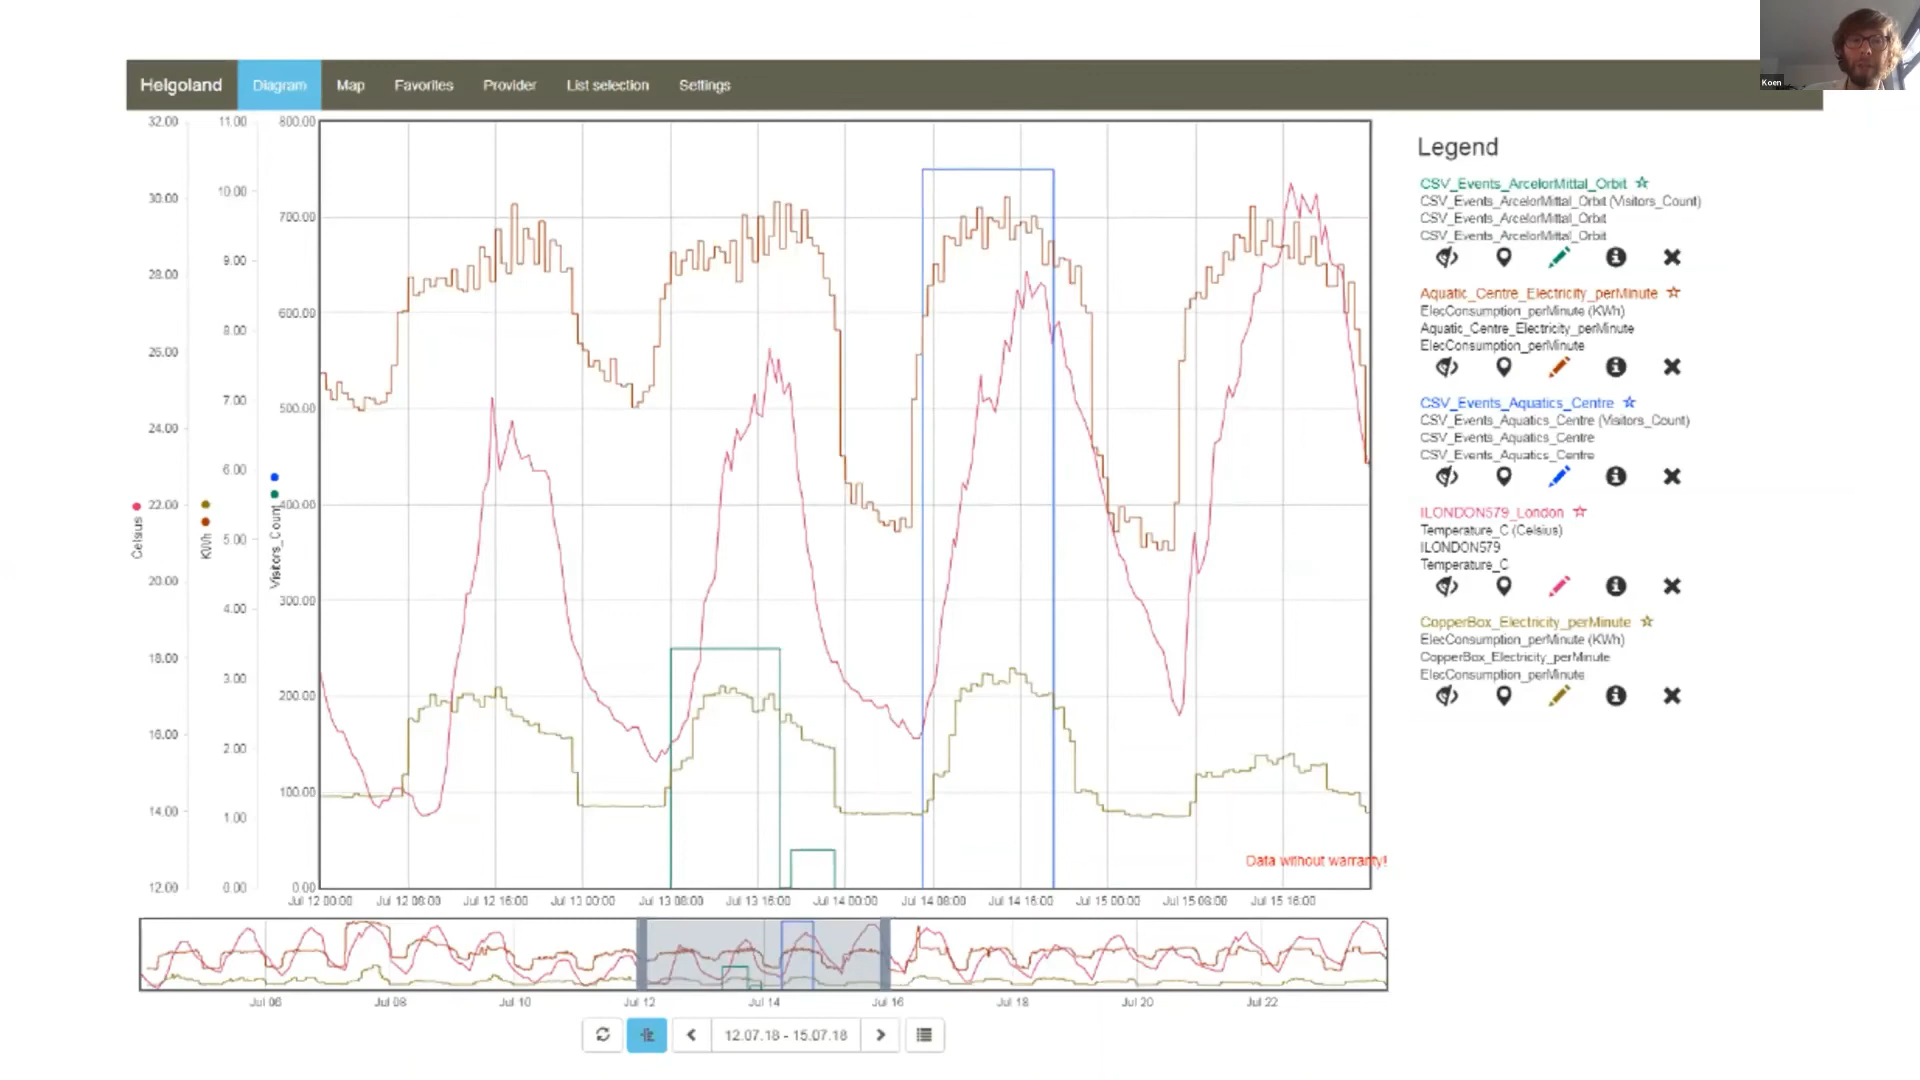 Koen
Helgoland Diagram Map Favorites Provider List selection Settings
32.00
30.00
28.00
26.00
24.00
22.00
20.00
18.00
16.00
14.00
12.00
Celsius
11.00
10.00
9.00
8.00
7.00
6.00
5.00
4.00
3.00
2.00
1.00
0.00
KWh
800.00
700.00
600.00
500.00
400.00
300.00
200.00
100.00
0.00
Visitors_Count
Jul 12 00:00 Jul 12 08:00 Jul 12 16:00 Jul 13 00:00 Jul 13 08:00 Jul 13 16:00 Jul 14 00:00 Jul 14 08:00 Jul 14 16:00 Jul 15 00:00 Jul 15 08:00 Jul 15 16:00
Data without warranty!
Legend
CSV_Events_ArcelorMittal_Orbit
CSV_Events_ArcelorMittal_Orbit (Visitors_Count)
CSV_Events_ArcelorMittal_Orbit
CSV_Events_ArcelorMittal_Orbit
Aquatic_Centre_Electricity_perMinute
ElecConsumption_perMinute (KWh)
Aquatic_Centre_Electricity_perMinute
ElecConsumption_perMinute
CSV_Events_Aquatics_Centre
CSV_Events_Aquatics_Centre (Visitors_Count)
CSV_Events_Aquatics_Centre
CSV_Events_Aquatics_Centre
ILONDON579_London
Temperature_C (Celsius)
ILONDON579
Temperature_C
CopperBox_Electricity_perMinute
ElecConsumption_perMinute (KWh)
CopperBox_Electricity_perMinute
ElecConsumption_perMinute
Jul 06 Jul 08 Jul 10 Jul 12 Jul 14 Jul 16 Jul 18 Jul 20 Jul 22
12.07.18 - 15.07.18